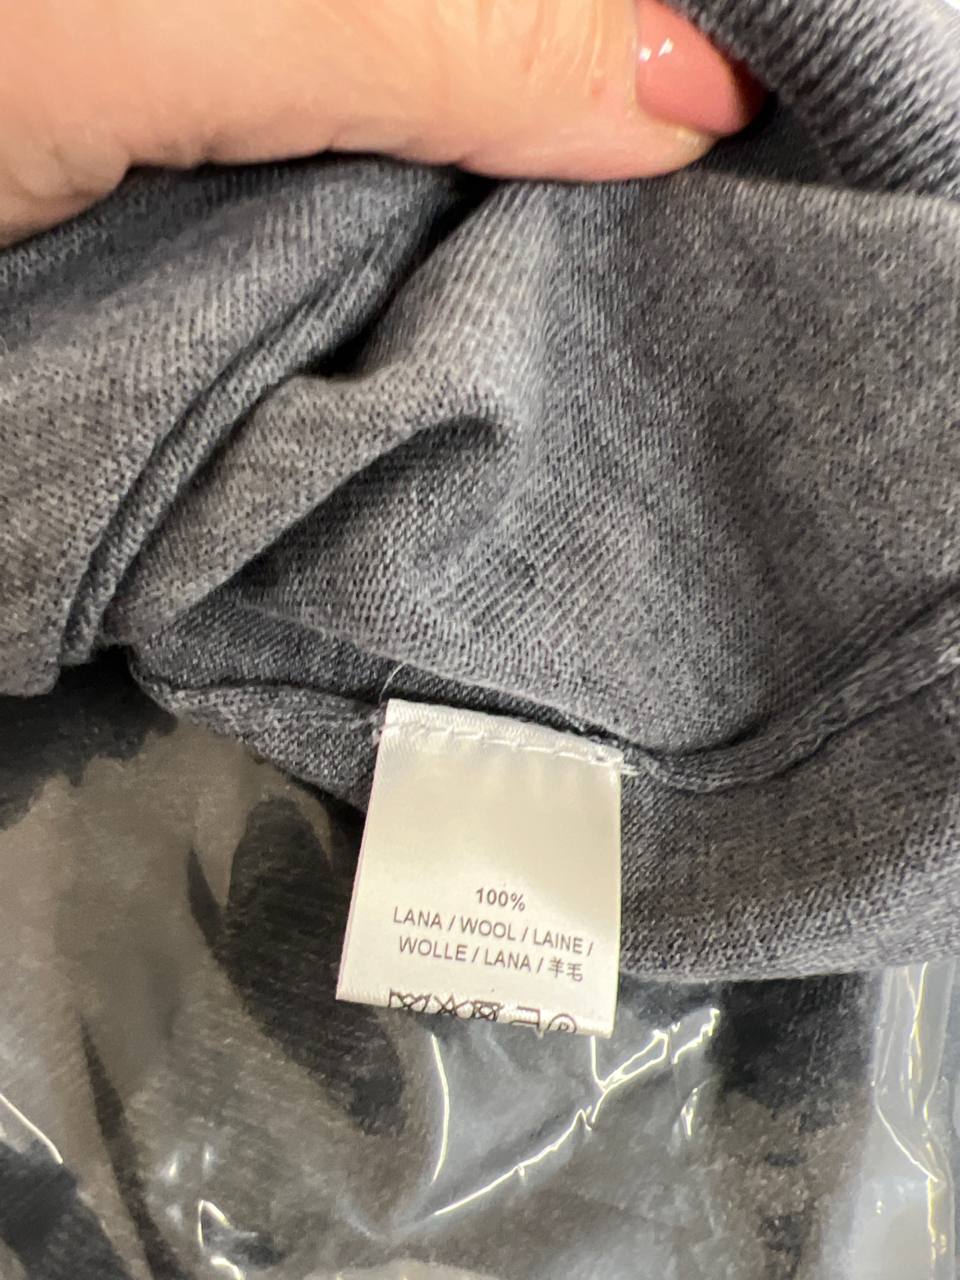 100%
LANA / WOOL / LAINE /
WOLLE / LANA / 羊毛